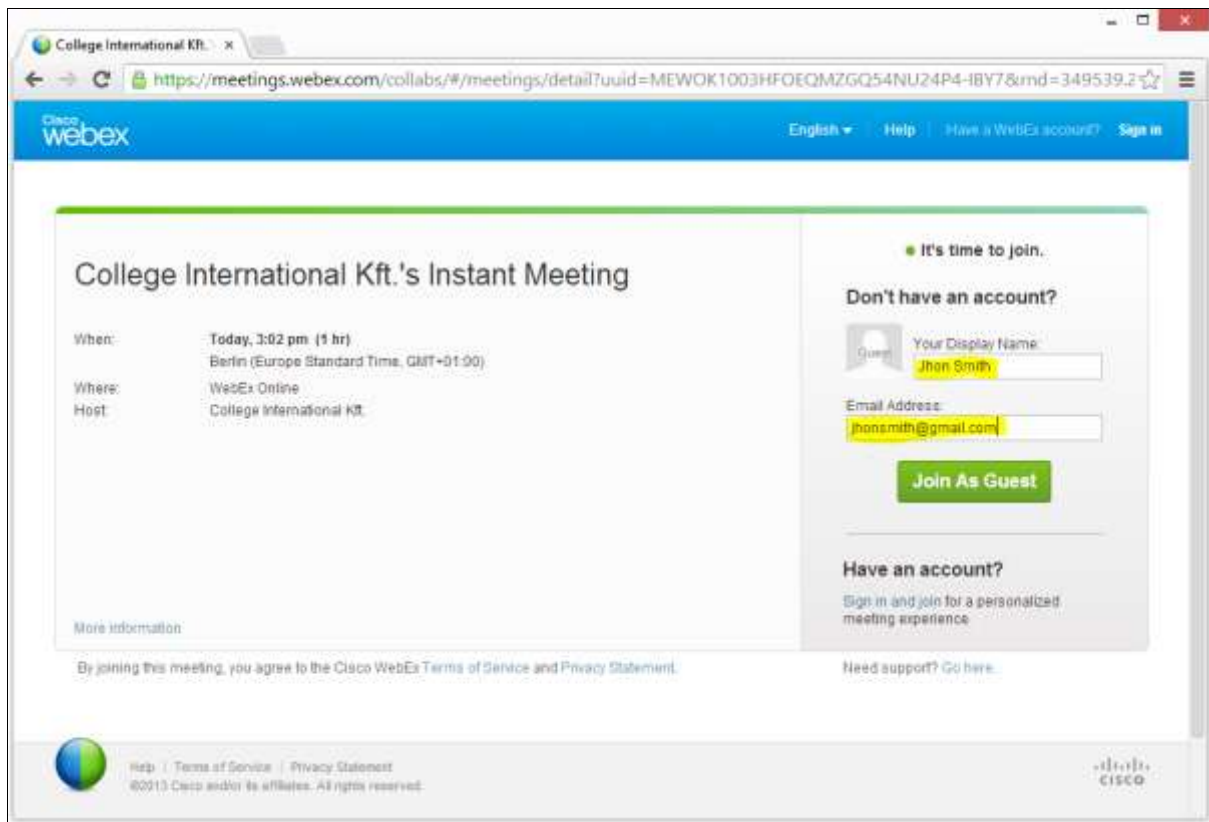 College International Kft.
https://meetings.webex.com/collabs/#/meetings/detail?uuid=MEWOK1003HFOEQMZGQ54NU24P4-I8Y7&rnd=349539.2
Cisco
webex
English Help Have a WebEx account? Sign in
It's time to join.
College International Kft.'s Instant Meeting
Don't have an account?
When: Today, 3:02 pm (1 hr)
Berlin (Europe Standard Time, GMT+01:00)
Where: WebEx Online
Host: College International Kft.
Guest
Your Display Name:
Jhon Smith
Email Address:
jhonsmith@gmail.com
Join As Guest
Have an account?
Sign in and join for a personalized
meeting experience
More information
By joining this meeting, you agree to the Cisco WebEx Terms of Service and Privacy Statement.
Need support? Go here.
Help | Terms of Service | Privacy Statement
©2013 Cisco and/or its affiliates. All rights reserved.
CISCO